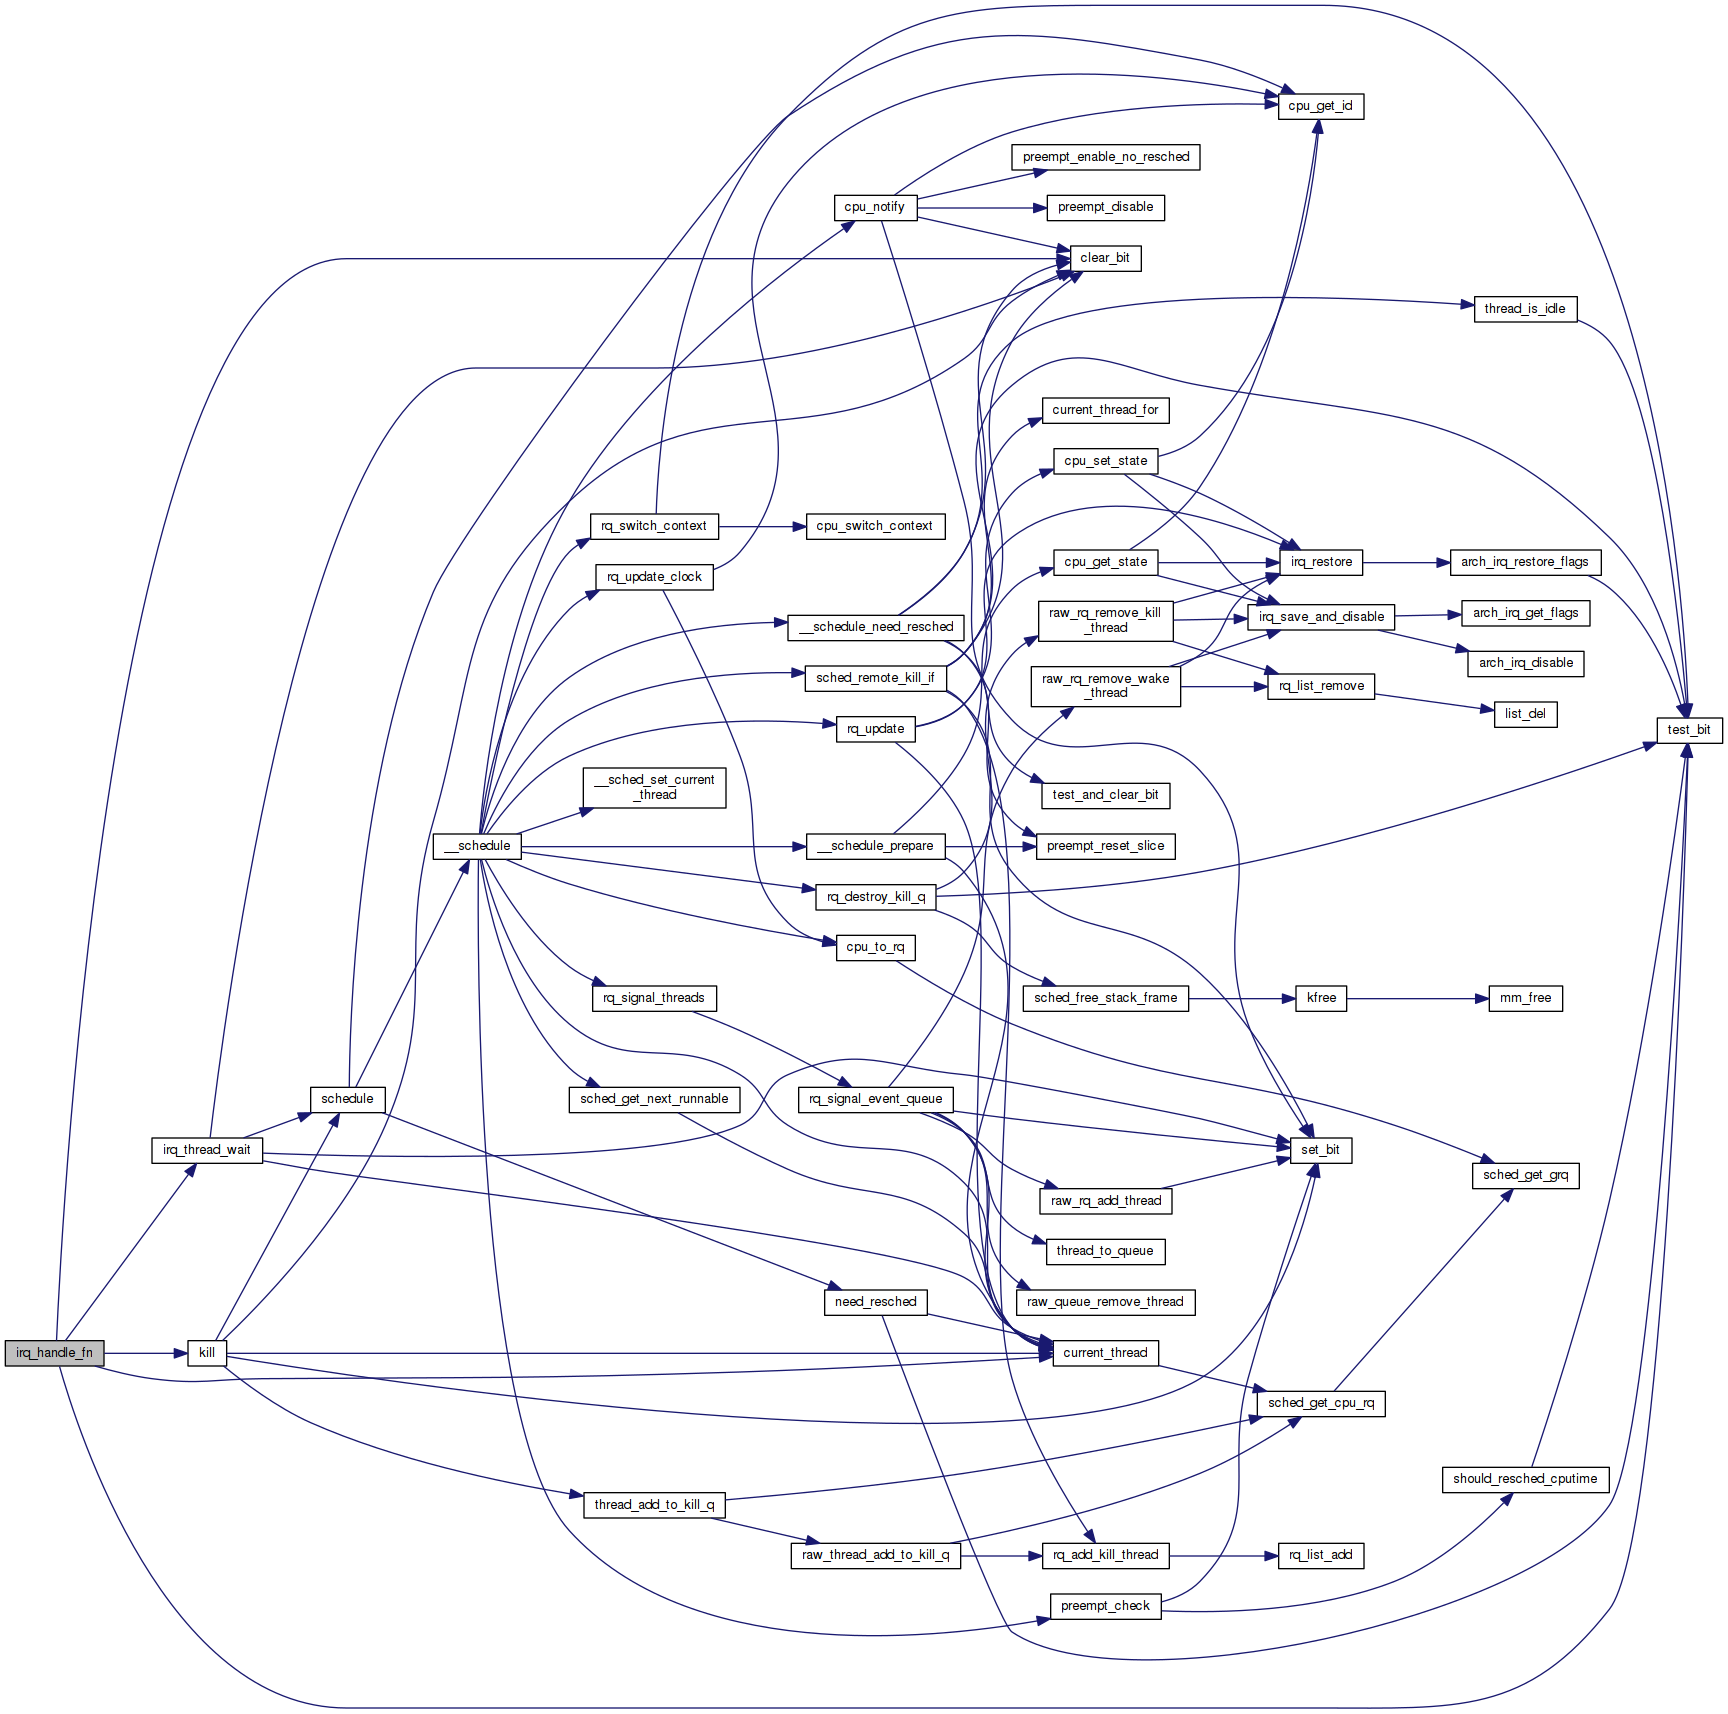 cpu_get_id
preempt_enable_no_resched
cpu_notify
preempt_disable
clear_bit
thread_is_idle
current_thread_for
cpu_set_state
rq_switch_context
cpu_switch_context
cpu_get_state
irq_restore
arch_irq_restore_flags
rq_update_clock
raw_rq_remove_kill
_thread
irq_save_and_disable
arch_irq_get_flags
__schedule_need_resched
arch_irq_disable
sched_remote_kill_if
raw_rq_remove_wake
_thread
rq_list_remove
list_del
rq_update
test_bit
__sched_set_current
_thread
test_and_clear_bit
__schedule
__schedule_prepare
preempt_reset_slice
rq_destroy_kill_q
cpu_to_rq
rq_signal_threads
sched_free_stack_frame
kfree
mm_free
schedule
sched_get_next_runnable
rq_signal_event_queue
irq_thread_wait
set_bit
sched_get_grq
raw_rq_add_thread
thread_to_queue
need_resched
raw_queue_remove_thread
irq_handle_fn
kill
current_thread
sched_get_cpu_rq
should_resched_cputime
thread_add_to_kill_q
raw_thread_add_to_kill_q
rq_add_kill_thread
rq_list_add
preempt_check